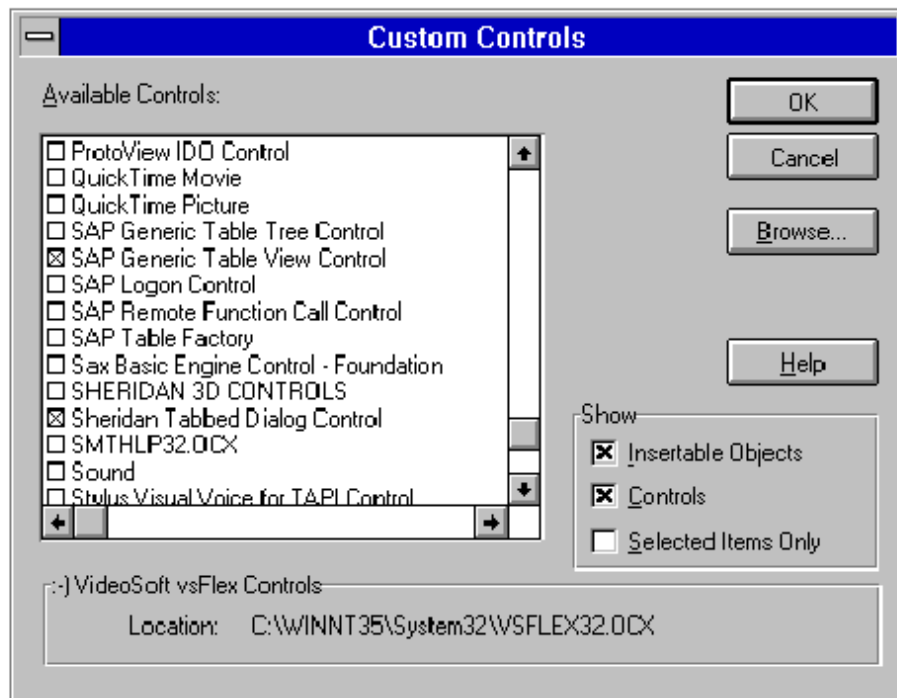 Custom Controls
Available Controls:
ProtoView IDO Control
QuickTime Movie
QuickTime Picture
SAP Generic Table Tree Control
SAP Generic Table View Control
SAP Logon Control
SAP Remote Function Call Control
SAP Table Factory
Sax Basic Engine Control - Foundation
SHERIDAN 3D CONTROLS
Sheridan Tabbed Dialog Control
SMTHLP32.OCX
Sound
Stylus Visual Voice for TAPI Control
OK
Cancel
Browse...
Help
Show
Insertable Objects
Controls
Selected Items Only
:-) VideoSoft vsFlex Controls
Location: C:\WINNT35\System32\VSFLEX32.OCX